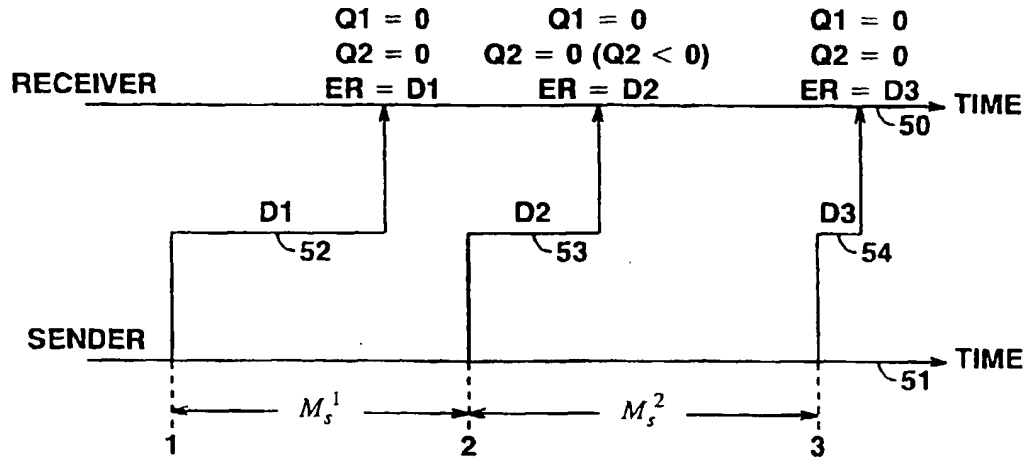 Q1 = 0 Q1 = 0 Q1 = 0
Q2 = 0 Q2 = 0 (Q2 < 0) Q2 = 0
RECEIVER ER = D1 ER = D2 ER = D3 TIME
50
D1 D2 D3
52 53 54
SENDER TIME
51
M_s^1 M_s^2
1 2 3